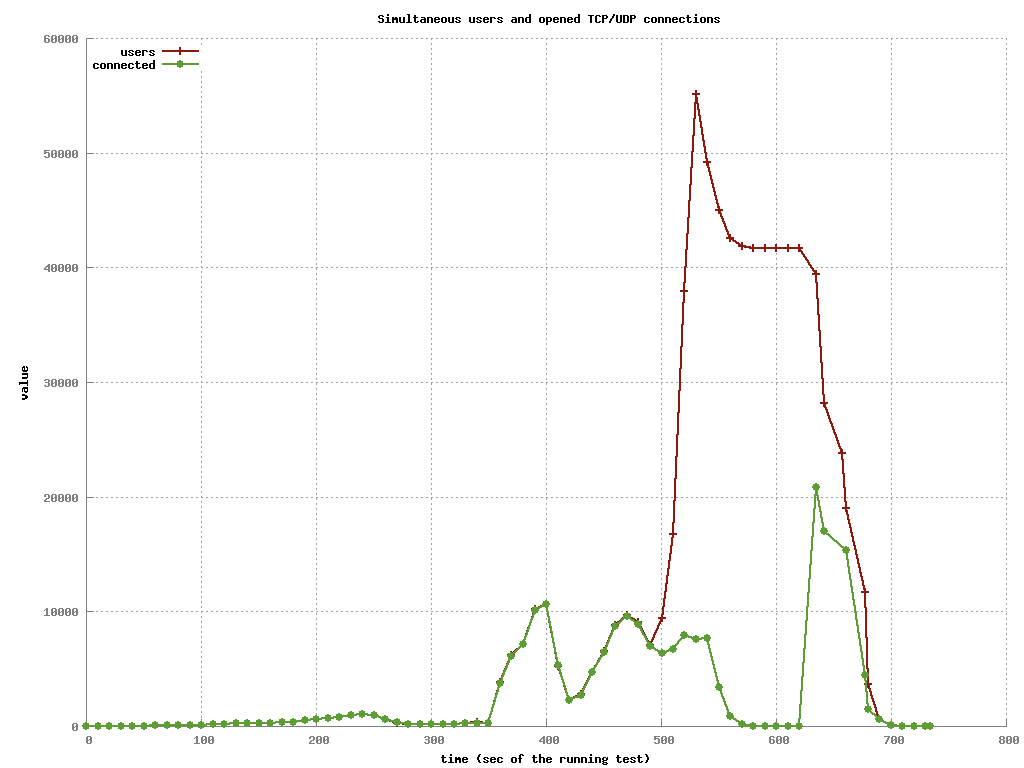 Simultaneous users and opened TCP/UDP connections
60000
users
connected
50000
40000
30000
value
20000
10000
0
0 100 200 300 400 500 600 700 800
time (sec of the running test)